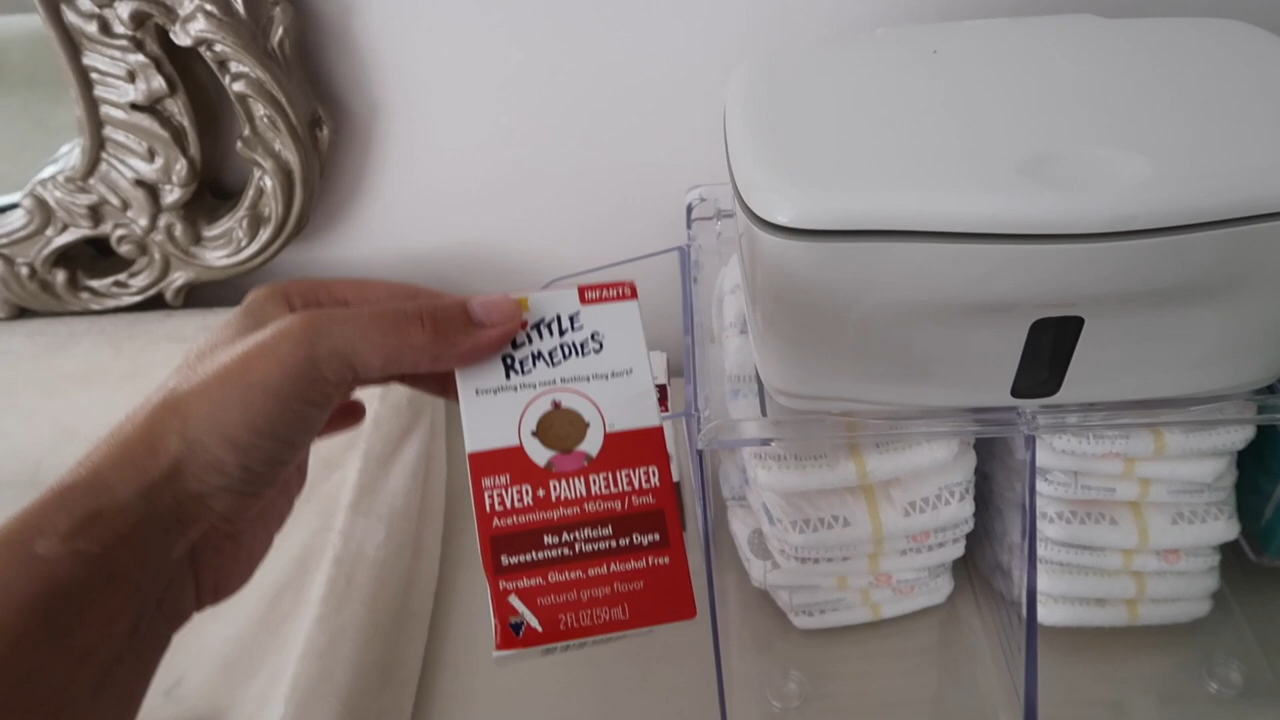 INFANTS
LITTLE
REMEDIES
Everything they need. Nothing they don't.
INFANT
FEVER + PAIN RELIEVER
Acetaminophen 160mg / 5mL
No Artificial
Sweeteners, Flavors or Dyes
Paraben, Gluten, and Alcohol Free
natural grape flavor
2 FL OZ (59 mL)